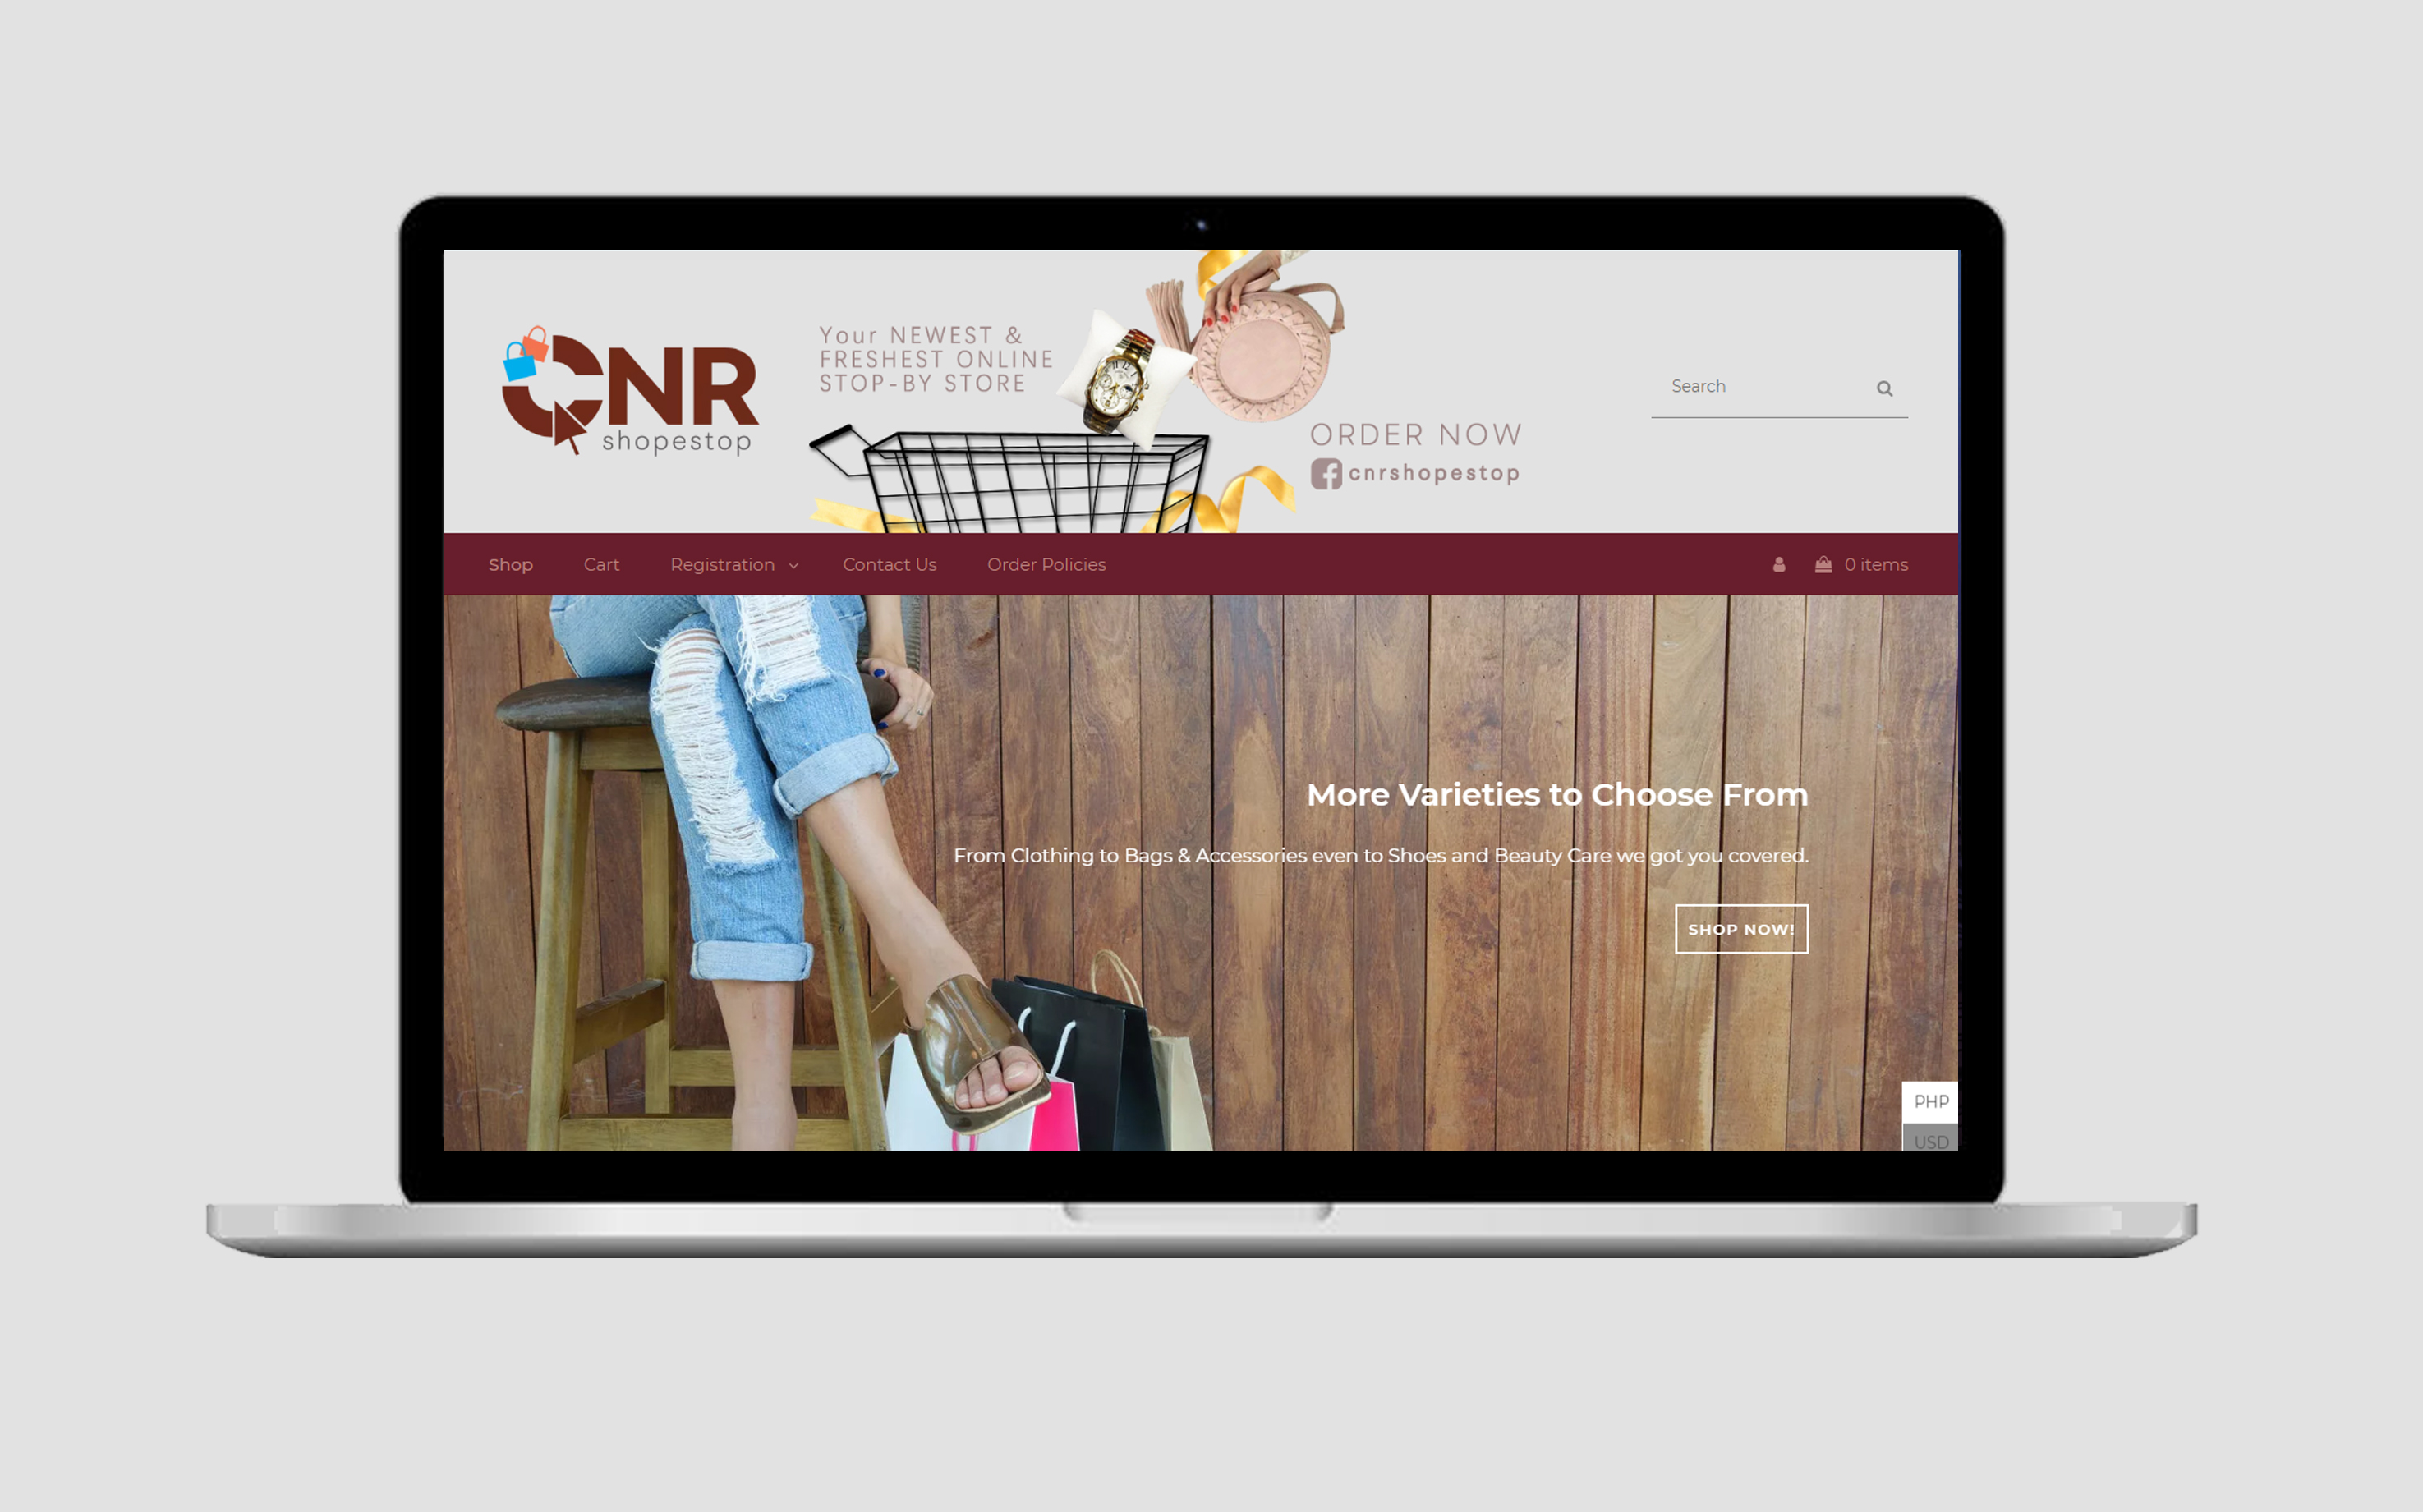 CNR
shopestop
Your NEWEST &
FRESHEST ONLINE
STOP-BY STORE
ORDER NOW
cnrshopestop
Search
Shop Cart Registration Contact Us Order Policies 0 items
More Varieties to Choose From
From Clothing to Bags & Accessories even to Shoes and Beauty Care we got you covered.
SHOP NOW!
PHP
USD